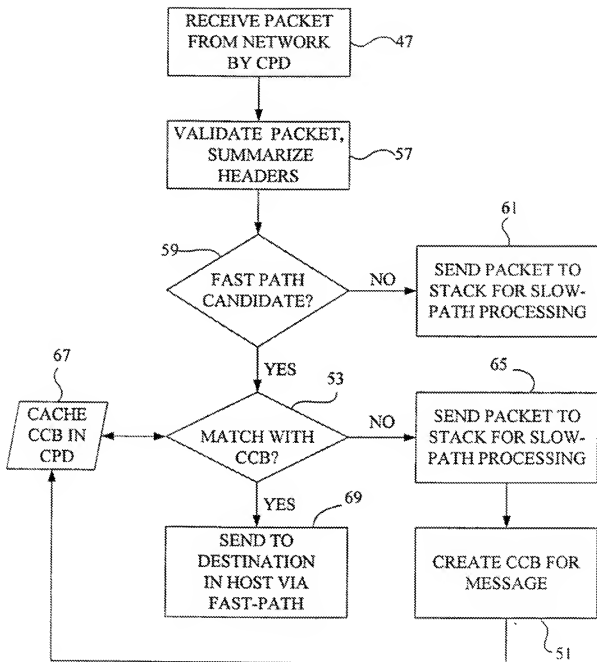 RECEIVE PACKET
FROM NETWORK
BY CPD
47
VALIDATE PACKET,
SUMMARIZE
HEADERS
57
59
FAST PATH
CANDIDATE?
NO
61
SEND PACKET TO
STACK FOR SLOW-
PATH PROCESSING
YES
67
CACHE
CCB IN
CPD
53
MATCH WITH
CCB?
NO
65
SEND PACKET TO
STACK FOR SLOW-
PATH PROCESSING
YES
69
SEND TO
DESTINATION
IN HOST VIA
FAST-PATH
CREATE CCB FOR
MESSAGE
51